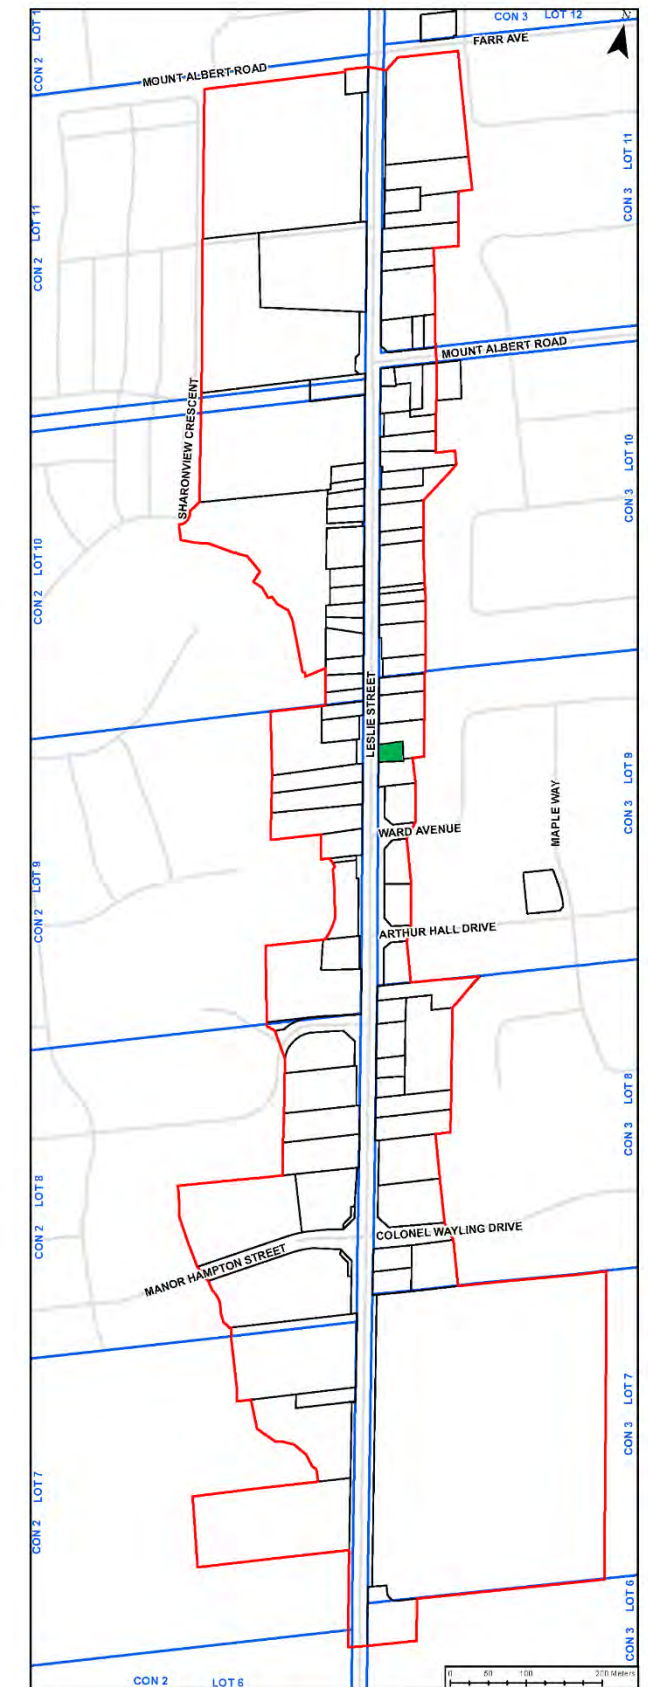 CON 3 LOT 12
N
FARR AVE
CON 2 LOT 1
MOUNT ALBERT ROAD
CON 3 LOT 11
CON 2 LOT 11
MOUNT ALBERT ROAD
SHARONVIEW CRESCENT
CON 3 LOT 10
CON 2 LOT 10
LESLIE STREET
CON 3 LOT 9
MAPLE WAY
WARD AVENUE
CON 2 LOT 9
ARTHUR HALL DRIVE
CON 3 LOT 8
CON 2 LOT 8
COLONEL WAYLING DRIVE
MANOR HAMPTON STREET
CON 3 LOT 7
CON 2 LOT 7
CON 3 LOT 6
CON 2 LOT 6
0 50 100 200 Meters